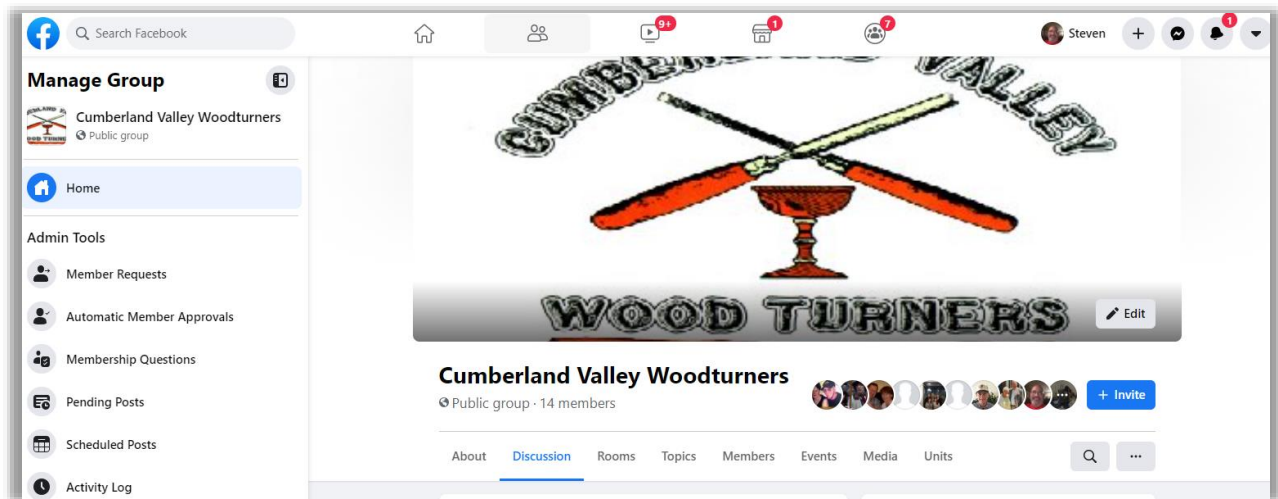 Search Facebook
9+
1
7
Steven
1
Manage Group
Cumberland Valley Woodturners
Public group
Home
Admin Tools
Member Requests
Automatic Member Approvals
Membership Questions
Pending Posts
Scheduled Posts
Activity Log
CUMBERLAND VALLEY
WOOD TURNERS
Edit
Cumberland Valley Woodturners
Public group · 14 members
+ Invite
About Discussion Rooms Topics Members Events Media Units